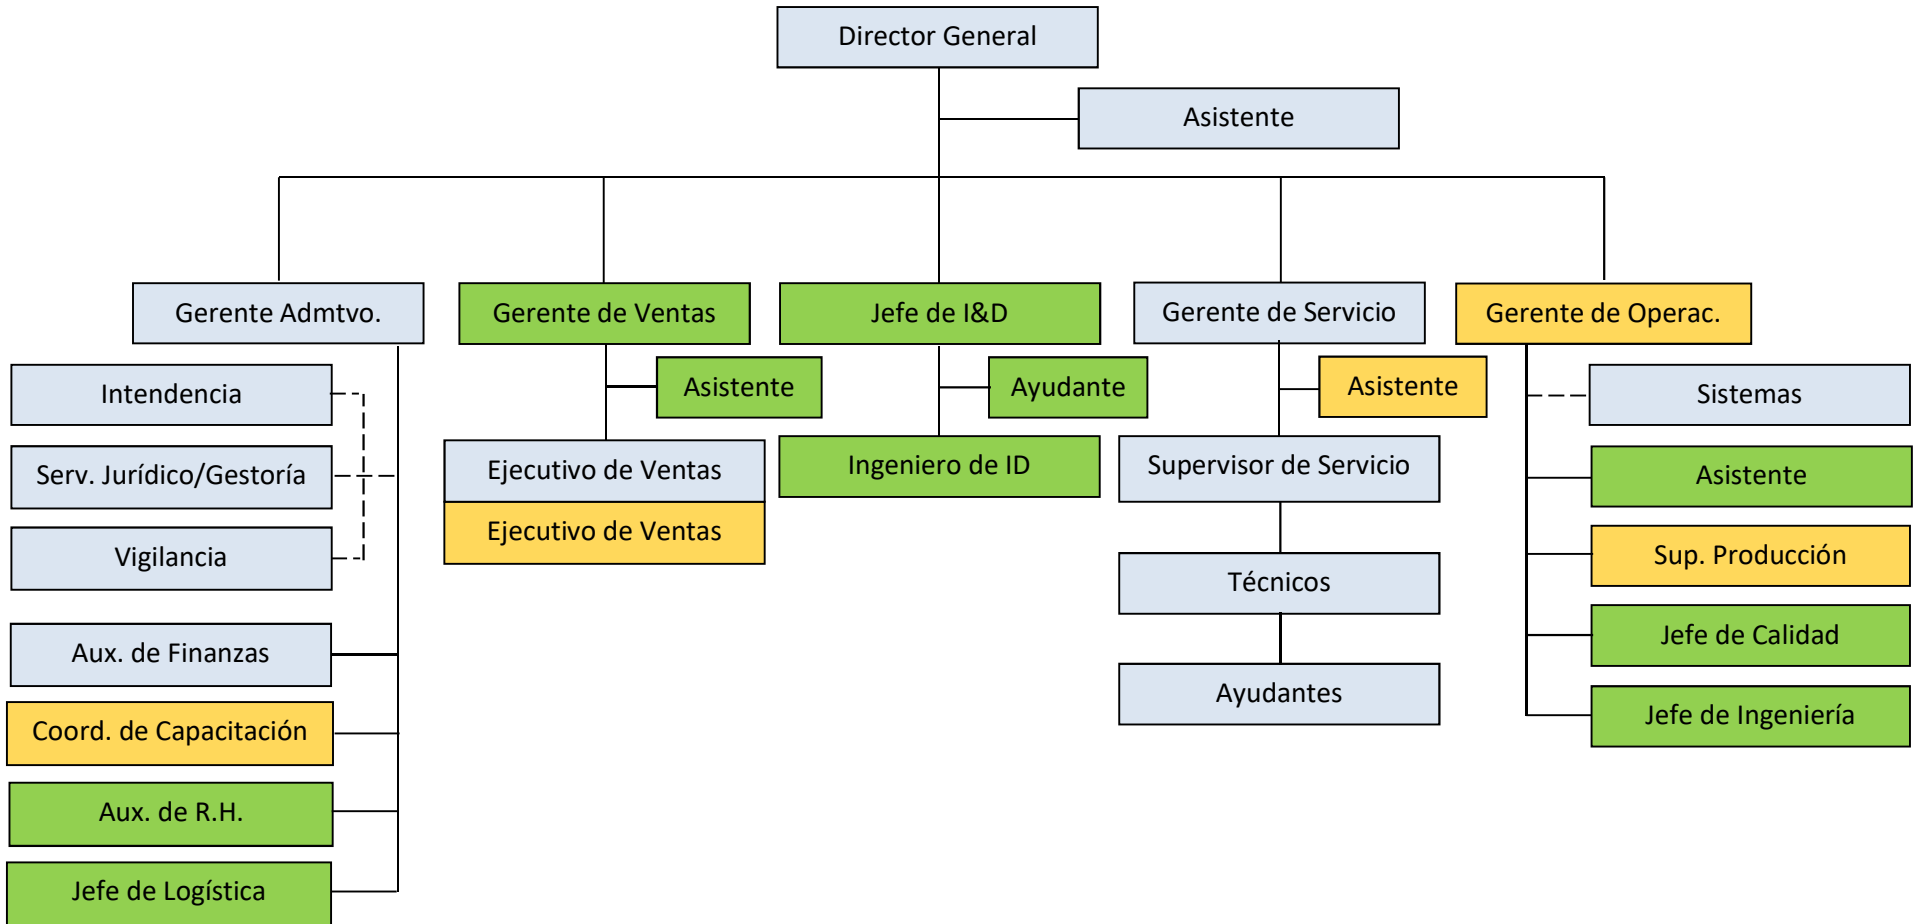 Director General
Asistente
Gerente Admtvo.
Gerente de Ventas
Jefe de I&D
Gerente de Servicio
Gerente de Operac.
Intendencia
Serv. Jurídico/Gestoría
Vigilancia
Aux. de Finanzas
Coord. de Capacitación
Aux. de R.H.
Jefe de Logística
Asistente
Ejecutivo de Ventas
Ejecutivo de Ventas
Ayudante
Ingeniero de ID
Asistente
Supervisor de Servicio
Técnicos
Ayudantes
Sistemas
Asistente
Sup. Producción
Jefe de Calidad
Jefe de Ingeniería